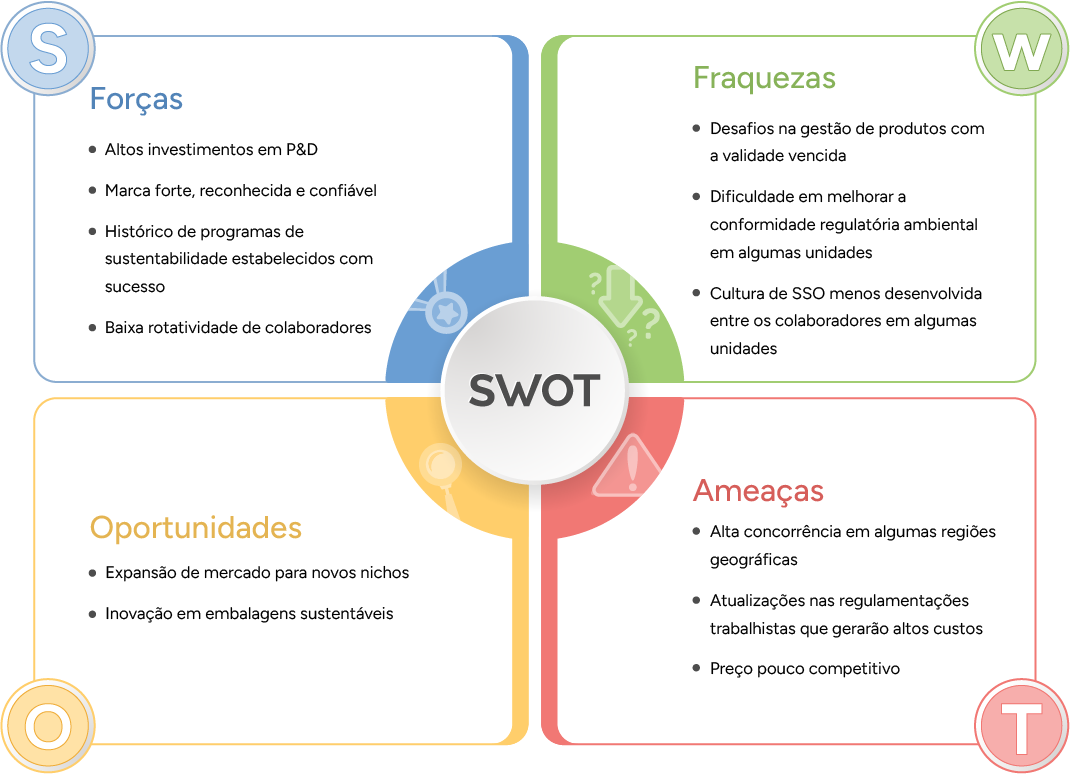 S
Forças
Altos investimentos em P&D
Marca forte, reconhecida e confiável
Histórico de programas de
sustentabilidade estabelecidos com
sucesso
Baixa rotatividade de colaboradores
W
Fraquezas
Desafios na gestão de produtos com
a validade vencida
Dificuldade em melhorar a
conformidade regulatória ambiental
em algumas unidades
Cultura de SSO menos desenvolvida
entre os colaboradores em algumas
unidades
? ? ? ?
SWOT
!
Oportunidades
Expansão de mercado para novos nichos
Inovação em embalagens sustentáveis
O
Ameaças
Alta concorrência em algumas regiões
geográficas
Atualizações nas regulamentações
trabalhistas que gerarão altos custos
Preço pouco competitivo
T